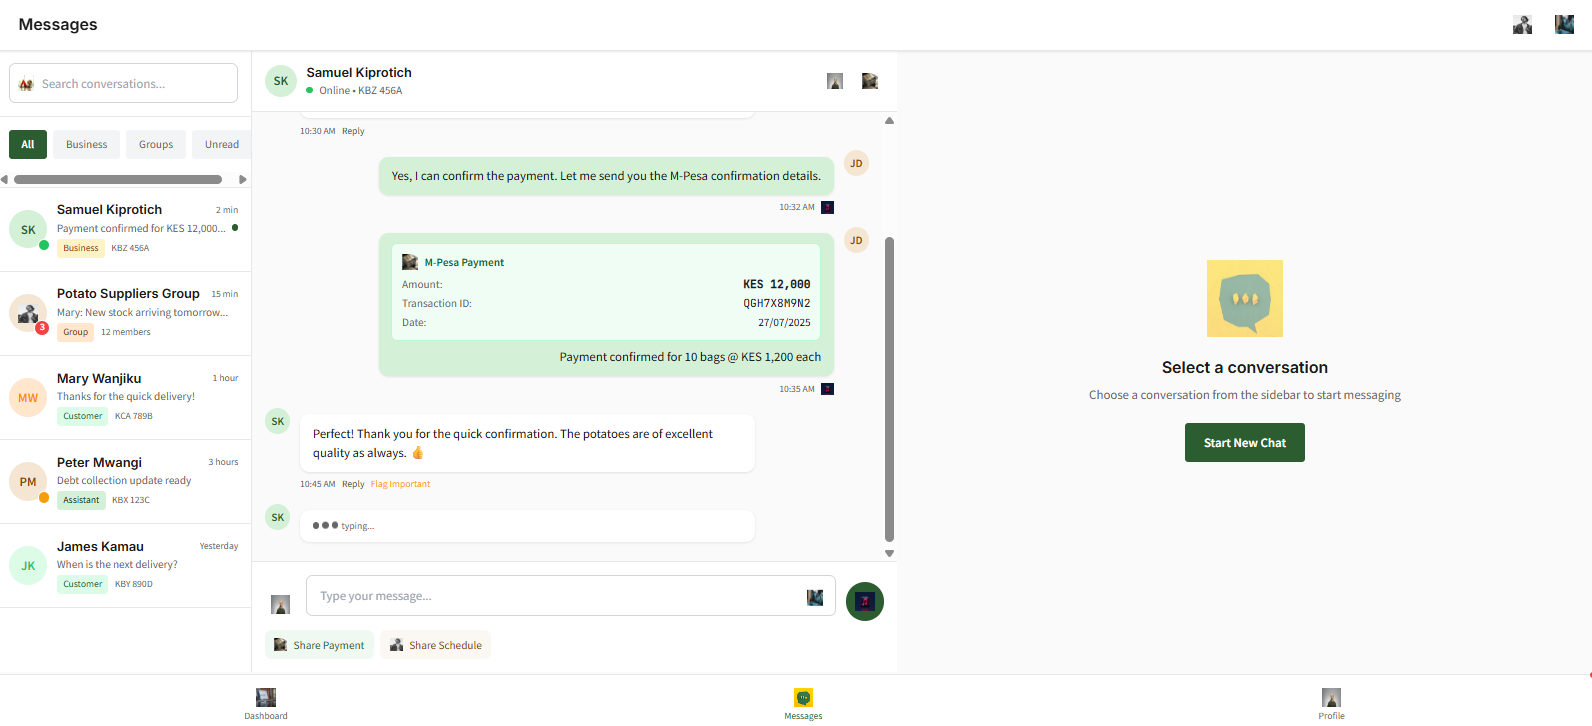 Messages
Search conversations...
All Business Groups Unread
Samuel Kiprotich 2 min
Payment confirmed for KES 12,000...
Business KBZ 456A
Potato Suppliers Group 15 min
Mary: New stock arriving tomorrow...
3
Group 12 members
MW
Mary Wanjiku 1 hour
Thanks for the quick delivery!
Customer KCA 789B
PM
Peter Mwangi 3 hours
Debt collection update ready
Assistant KBX 123C
JK
James Kamau Yesterday
When is the next delivery?
Customer KBY 890D
SK
SK
Samuel Kiprotich
Online • KBZ 456A
10:30 AM Reply
JD
Yes, I can confirm the payment. Let me send you the M-Pesa confirmation details.
10:32 AM
JD
M-Pesa Payment
Amount: KES 12,000
Transaction ID: QGH7X8M9N2
Date: 27/07/2025
Payment confirmed for 10 bags @ KES 1,200 each
10:35 AM
SK
Perfect! Thank you for the quick confirmation. The potatoes are of excellent
quality as always. 👍
10:45 AM Reply Flag Important
SK
typing...
Type your message...
Share Payment Share Schedule
Select a conversation
Choose a conversation from the sidebar to start messaging
Start New Chat
Dashboard Messages Profile